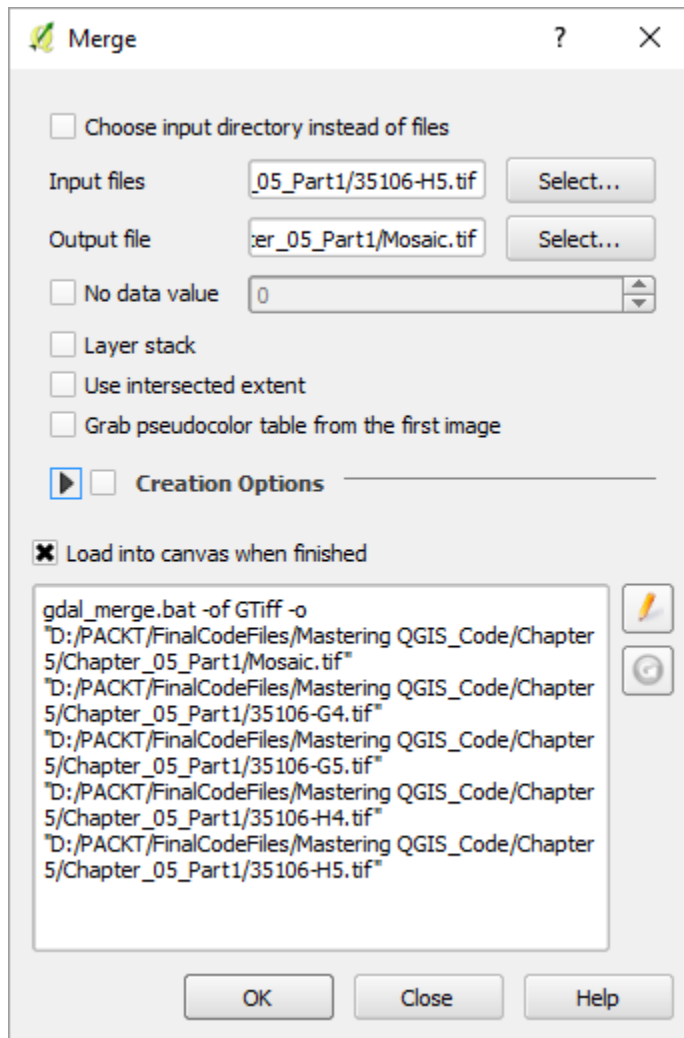 Merge
Choose input directory instead of files
Input files
_05_Part1/35106-H5.tif
Select...
Output file
ter_05_Part1/Mosaic.tif
Select...
No data value
0
Layer stack
Use intersected extent
Grab pseudocolor table from the first image
Creation Options
Load into canvas when finished
gdal_merge.bat -of GTiff -o
"D:/PACKT/FinalCodeFiles/Mastering QGIS_Code/Chapter
5/Chapter_05_Part1/Mosaic.tif"
"D:/PACKT/FinalCodeFiles/Mastering QGIS_Code/Chapter
5/Chapter_05_Part1/35106-G4.tif"
"D:/PACKT/FinalCodeFiles/Mastering QGIS_Code/Chapter
5/Chapter_05_Part1/35106-G5.tif"
"D:/PACKT/FinalCodeFiles/Mastering QGIS_Code/Chapter
5/Chapter_05_Part1/35106-H4.tif"
"D:/PACKT/FinalCodeFiles/Mastering QGIS_Code/Chapter
5/Chapter_05_Part1/35106-H5.tif"
OK
Close
Help